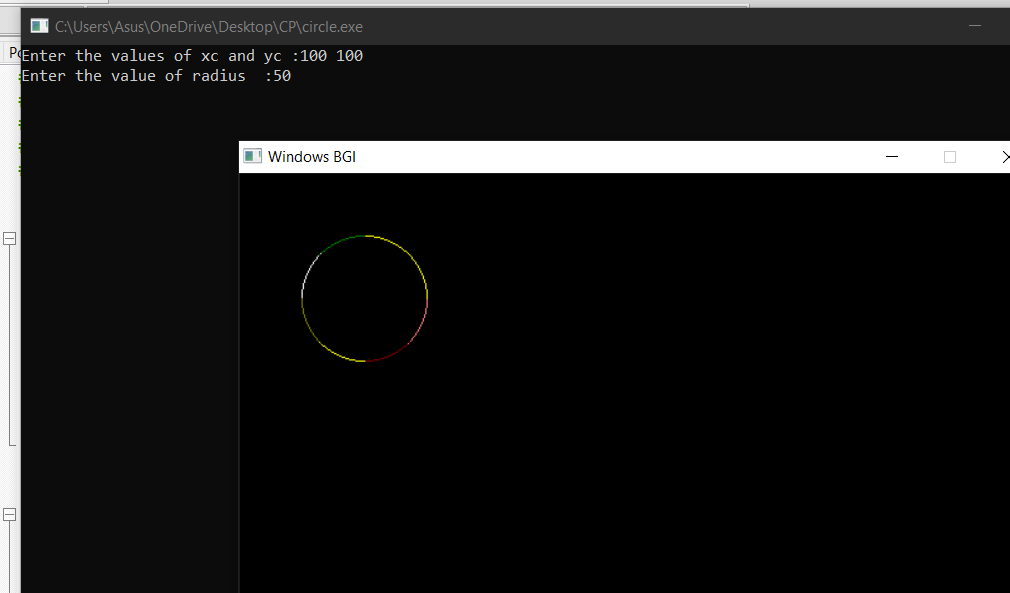 C:\Users\Asus\OneDrive\Desktop\CP\circle.exe
Enter the values of xc and yc :100 100
Enter the value of radius  :50
Windows BGI